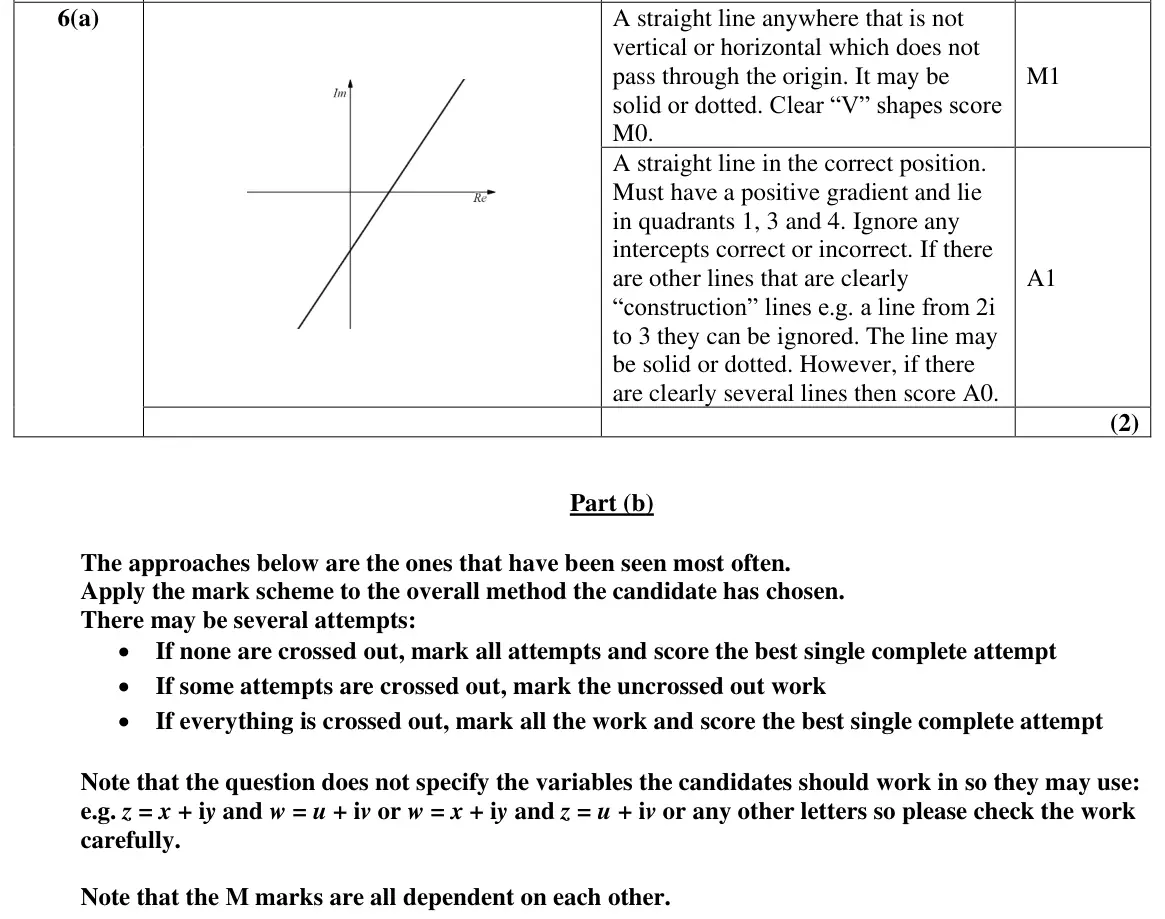 6(a)
Im
Re
A straight line anywhere that is not
vertical or horizontal which does not
pass through the origin. It may be
solid or dotted. Clear “V” shapes score
M0.
M1
A straight line in the correct position.
Must have a positive gradient and lie
in quadrants 1, 3 and 4. Ignore any
intercepts correct or incorrect. If there
are other lines that are clearly
“construction” lines e.g. a line from 2i
to 3 they can be ignored. The line may
be solid or dotted. However, if there
are clearly several lines then score A0.
A1
(2)
Part (b)
The approaches below are the ones that have been seen most often.
Apply the mark scheme to the overall method the candidate has chosen.
There may be several attempts:
• If none are crossed out, mark all attempts and score the best single complete attempt
• If some attempts are crossed out, mark the uncrossed out work
• If everything is crossed out, mark all the work and score the best single complete attempt
Note that the question does not specify the variables the candidates should work in so they may use:
e.g. z = x + iy and w = u + iv or w = x + iy and z = u + iv or any other letters so please check the work
carefully.
Note that the M marks are all dependent on each other.